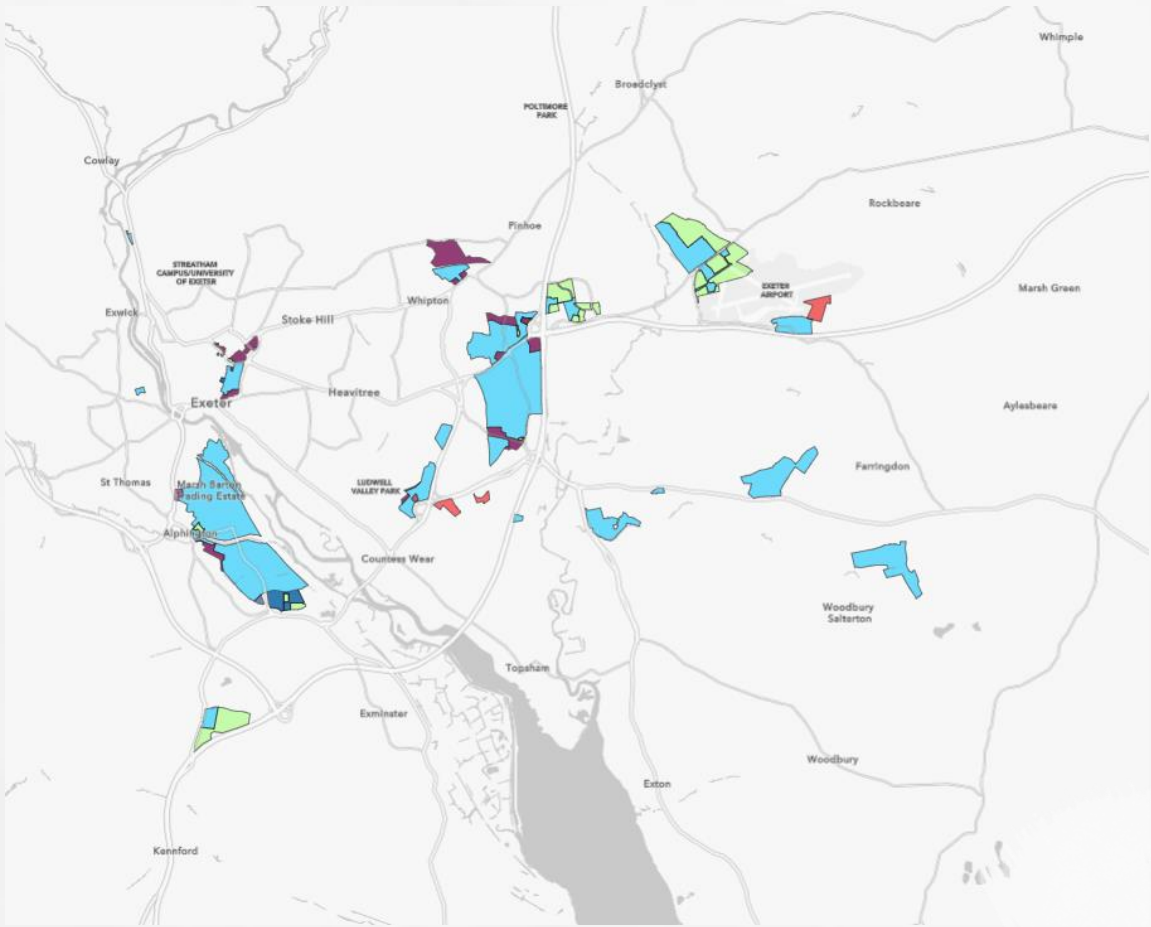 Whimple
Broadclyst
POLTIMORE
PARK
Cowley
Rockbeare
Pinhoe
STREATHAM
CAMPUS/UNIVERSITY
OF EXETER
EXETER
AIRPORT
Marsh Green
Whipton
Exwick
Stoke Hill
Heavitree
Exeter
Aylesbeare
Farringdon
St Thomas
LUDWELL
VALLEY PARK
Marsh Barton
Trading Estate
Alphington
Countess Wear
Woodbury
Salterton
Topsham
Exminster
Woodbury
Exton
Kennford